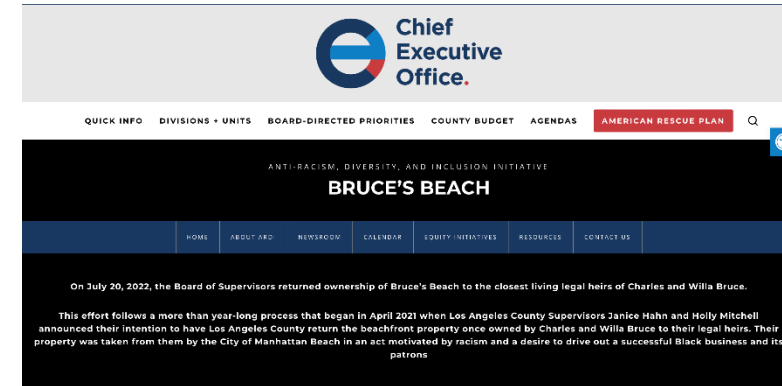 Chief
Executive
Office.
QUICK INFO DIVISIONS + UNITS BOARD-DIRECTED PRIORITIES COUNTY BUDGET AGENDAS AMERICAN RESCUE PLAN
ANTI-RACISM, DIVERSITY, AND INCLUSION INITIATIVE
BRUCE'S BEACH
HOME ABOUT ARDI NEWSROOM CALENDAR EQUITY INITIATIVES RESOURCES CONTACT US
On July 20, 2022, the Board of Supervisors returned ownership of Bruce's Beach to the closest living legal heirs of Charles and Willa Bruce.
This effort follows a more than year-long process that began in April 2021 when Los Angeles County Supervisors Janice Hahn and Holly Mitchell
announced their intention to have Los Angeles County return the beachfront property once owned by Charles and Willa Bruce to their legal heirs. Their
property was taken from them by the City of Manhattan Beach in an act motivated by racism and a desire to drive out a successful Black business and its
patrons